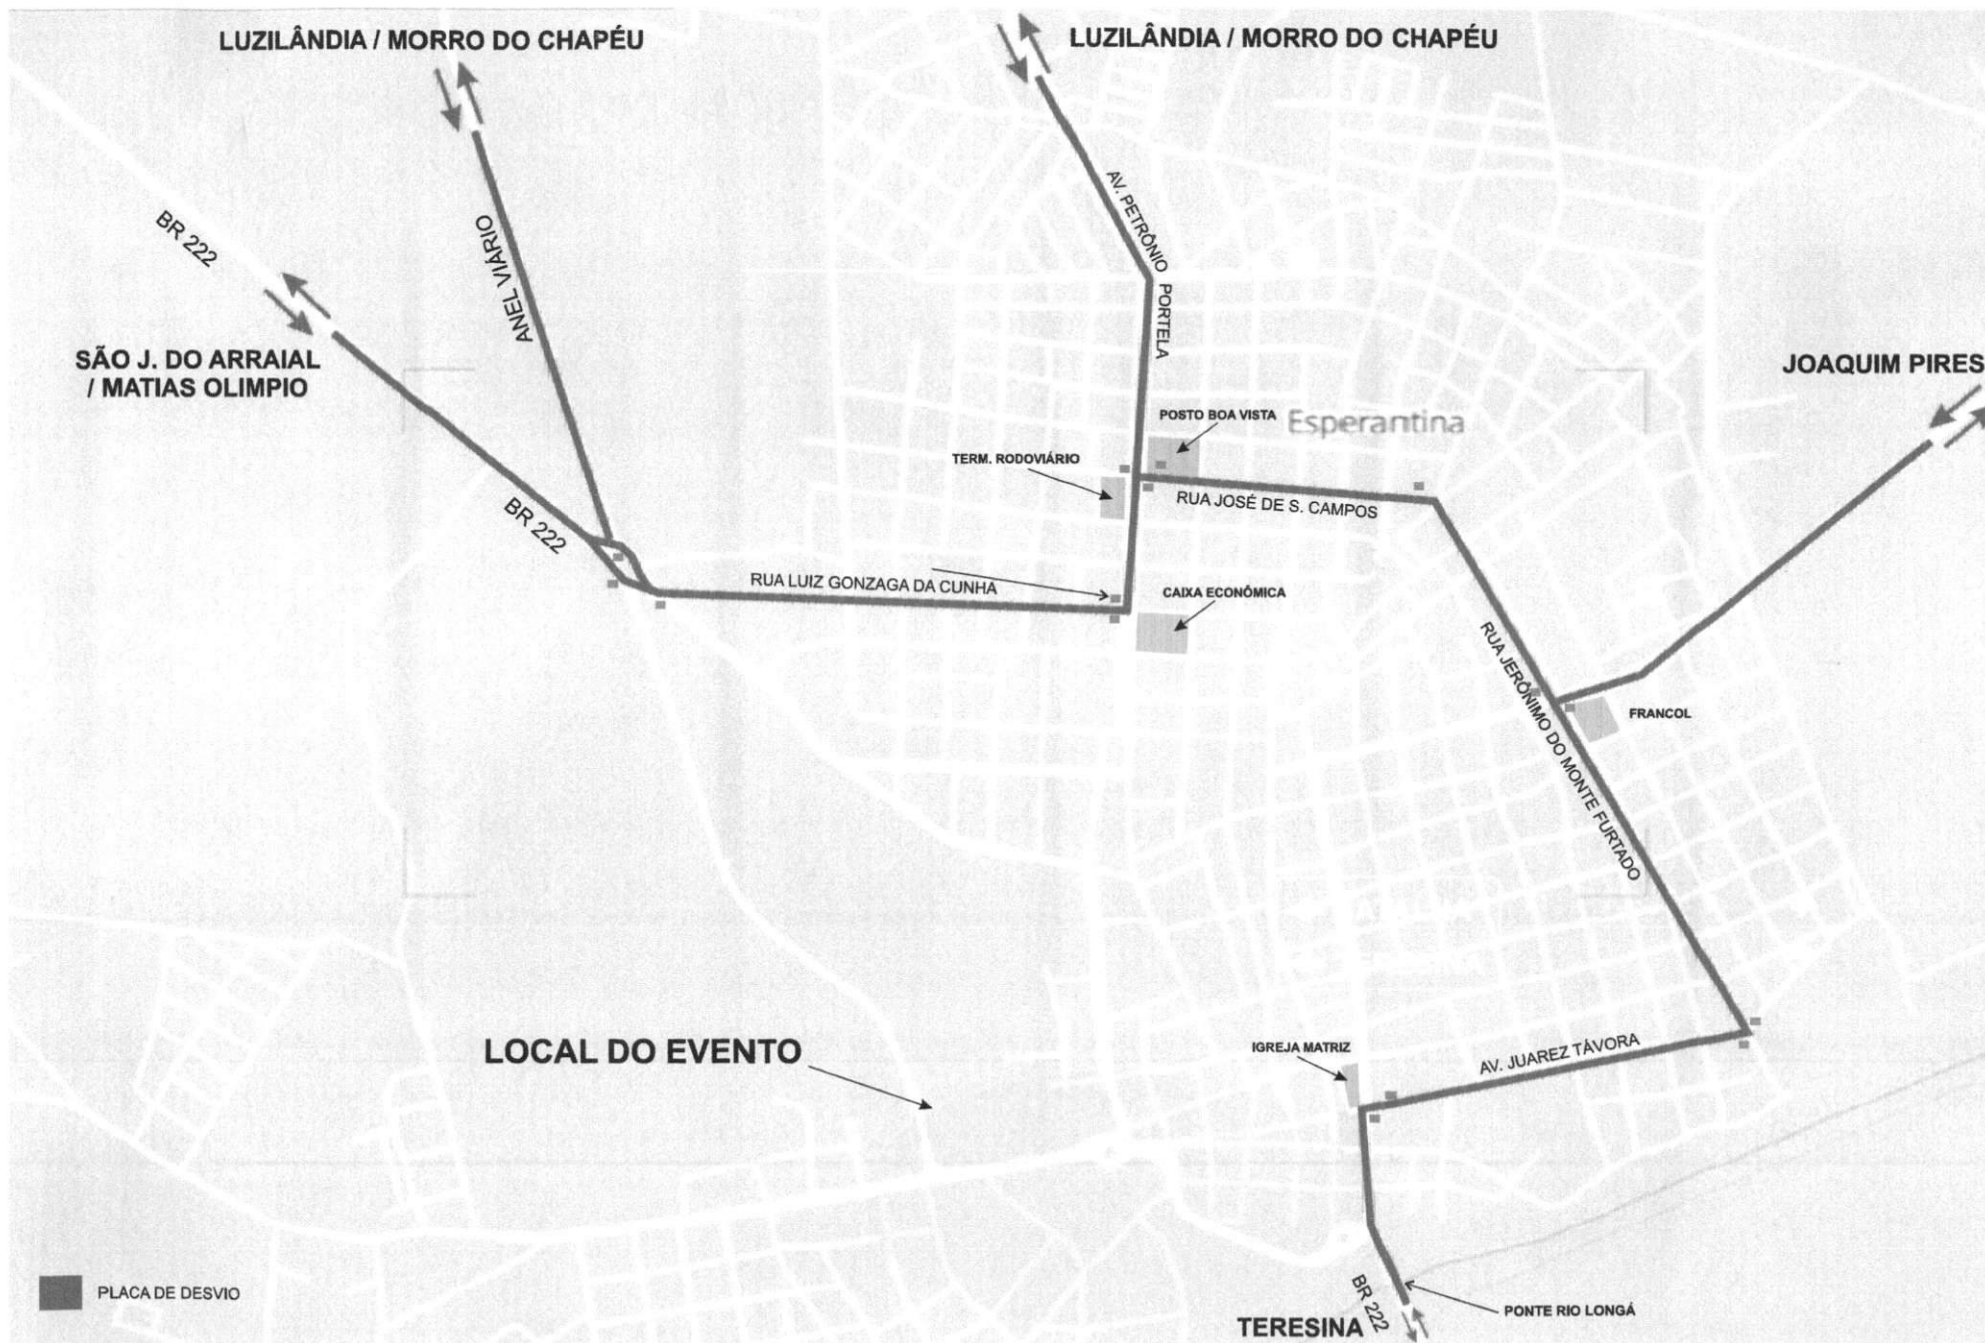 LUZILÂNDIA / MORRO DO CHAPÉU
LUZILÂNDIA / MORRO DO CHAPÉU
BR 222
ANEL VIÁRIO
AV. PETRÔNIO PORTELA
SÃO J. DO ARRAIAL
/ MATIAS OLIMPIO
JOAQUIM PIRES
POSTO BOA VISTA
Esperantina
TERM. RODOVIÁRIO
RUA JOSÉ DE S. CAMPOS
BR 222
RUA LUIZ GONZAGA DA CUNHA
CAIXA ECONÔMICA
RUA JERÔNIMO DO MONTE FURTADO
FRANCOL
LOCAL DO EVENTO
IGREJA MATRIZ
AV. JUAREZ TÁVORA
PLACA DE DESVIO
BR 222
PONTE RIO LONGÁ
TERESINA